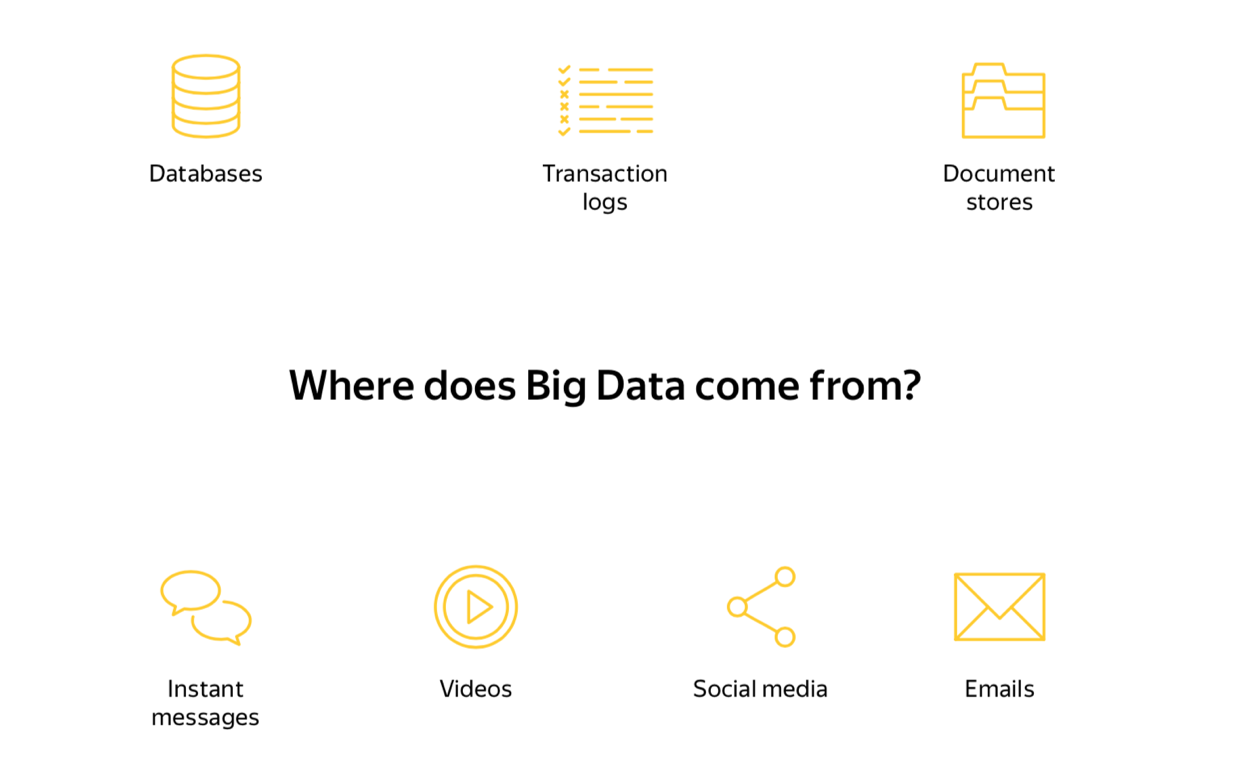 Databases
Transaction
logs
Document
stores
Where does Big Data come from?
Instant
messages
Videos
Social media
Emails